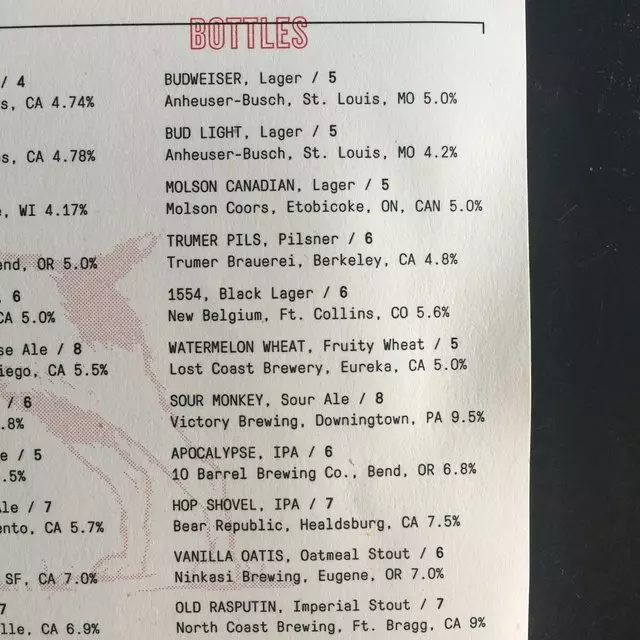 BOTTLES
/ 4
s, CA 4.74%
s, CA 4.78%
, WI 4.17%
end, OR 5.0%
, 6
CA 5.0%
se Ale / 8
iego, CA 5.5%
/ 6
.8%
e / 5
.5%
Ale / 7
ento, CA 5.7%
SF, CA 7.0%
7
lle, CA 6.9%
BUDWEISER, Lager / 5
Anheuser-Busch, St. Louis, MO 5.0%
BUD LIGHT, Lager / 5
Anheuser-Busch, St. Louis, MO 4.2%
MOLSON CANADIAN, Lager / 5
Molson Coors, Etobicoke, ON, CAN 5.0%
TRUMER PILS, Pilsner / 6
Trumer Brauerei, Berkeley, CA 4.8%
1554, Black Lager / 6
New Belgium, Ft. Collins, CO 5.6%
WATERMELON WHEAT, Fruity Wheat / 5
Lost Coast Brewery, Eureka, CA 5.0%
SOUR MONKEY, Sour Ale / 8
Victory Brewing, Downingtown, PA 9.5%
APOCALYPSE, IPA / 6
10 Barrel Brewing Co., Bend, OR 6.8%
HOP SHOVEL, IPA / 7
Bear Republic, Healdsburg, CA 7.5%
VANILLA OATIS, Oatmeal Stout / 6
Ninkasi Brewing, Eugene, OR 7.0%
OLD RASPUTIN, Imperial Stout / 7
North Coast Brewing, Ft. Bragg, CA 9%